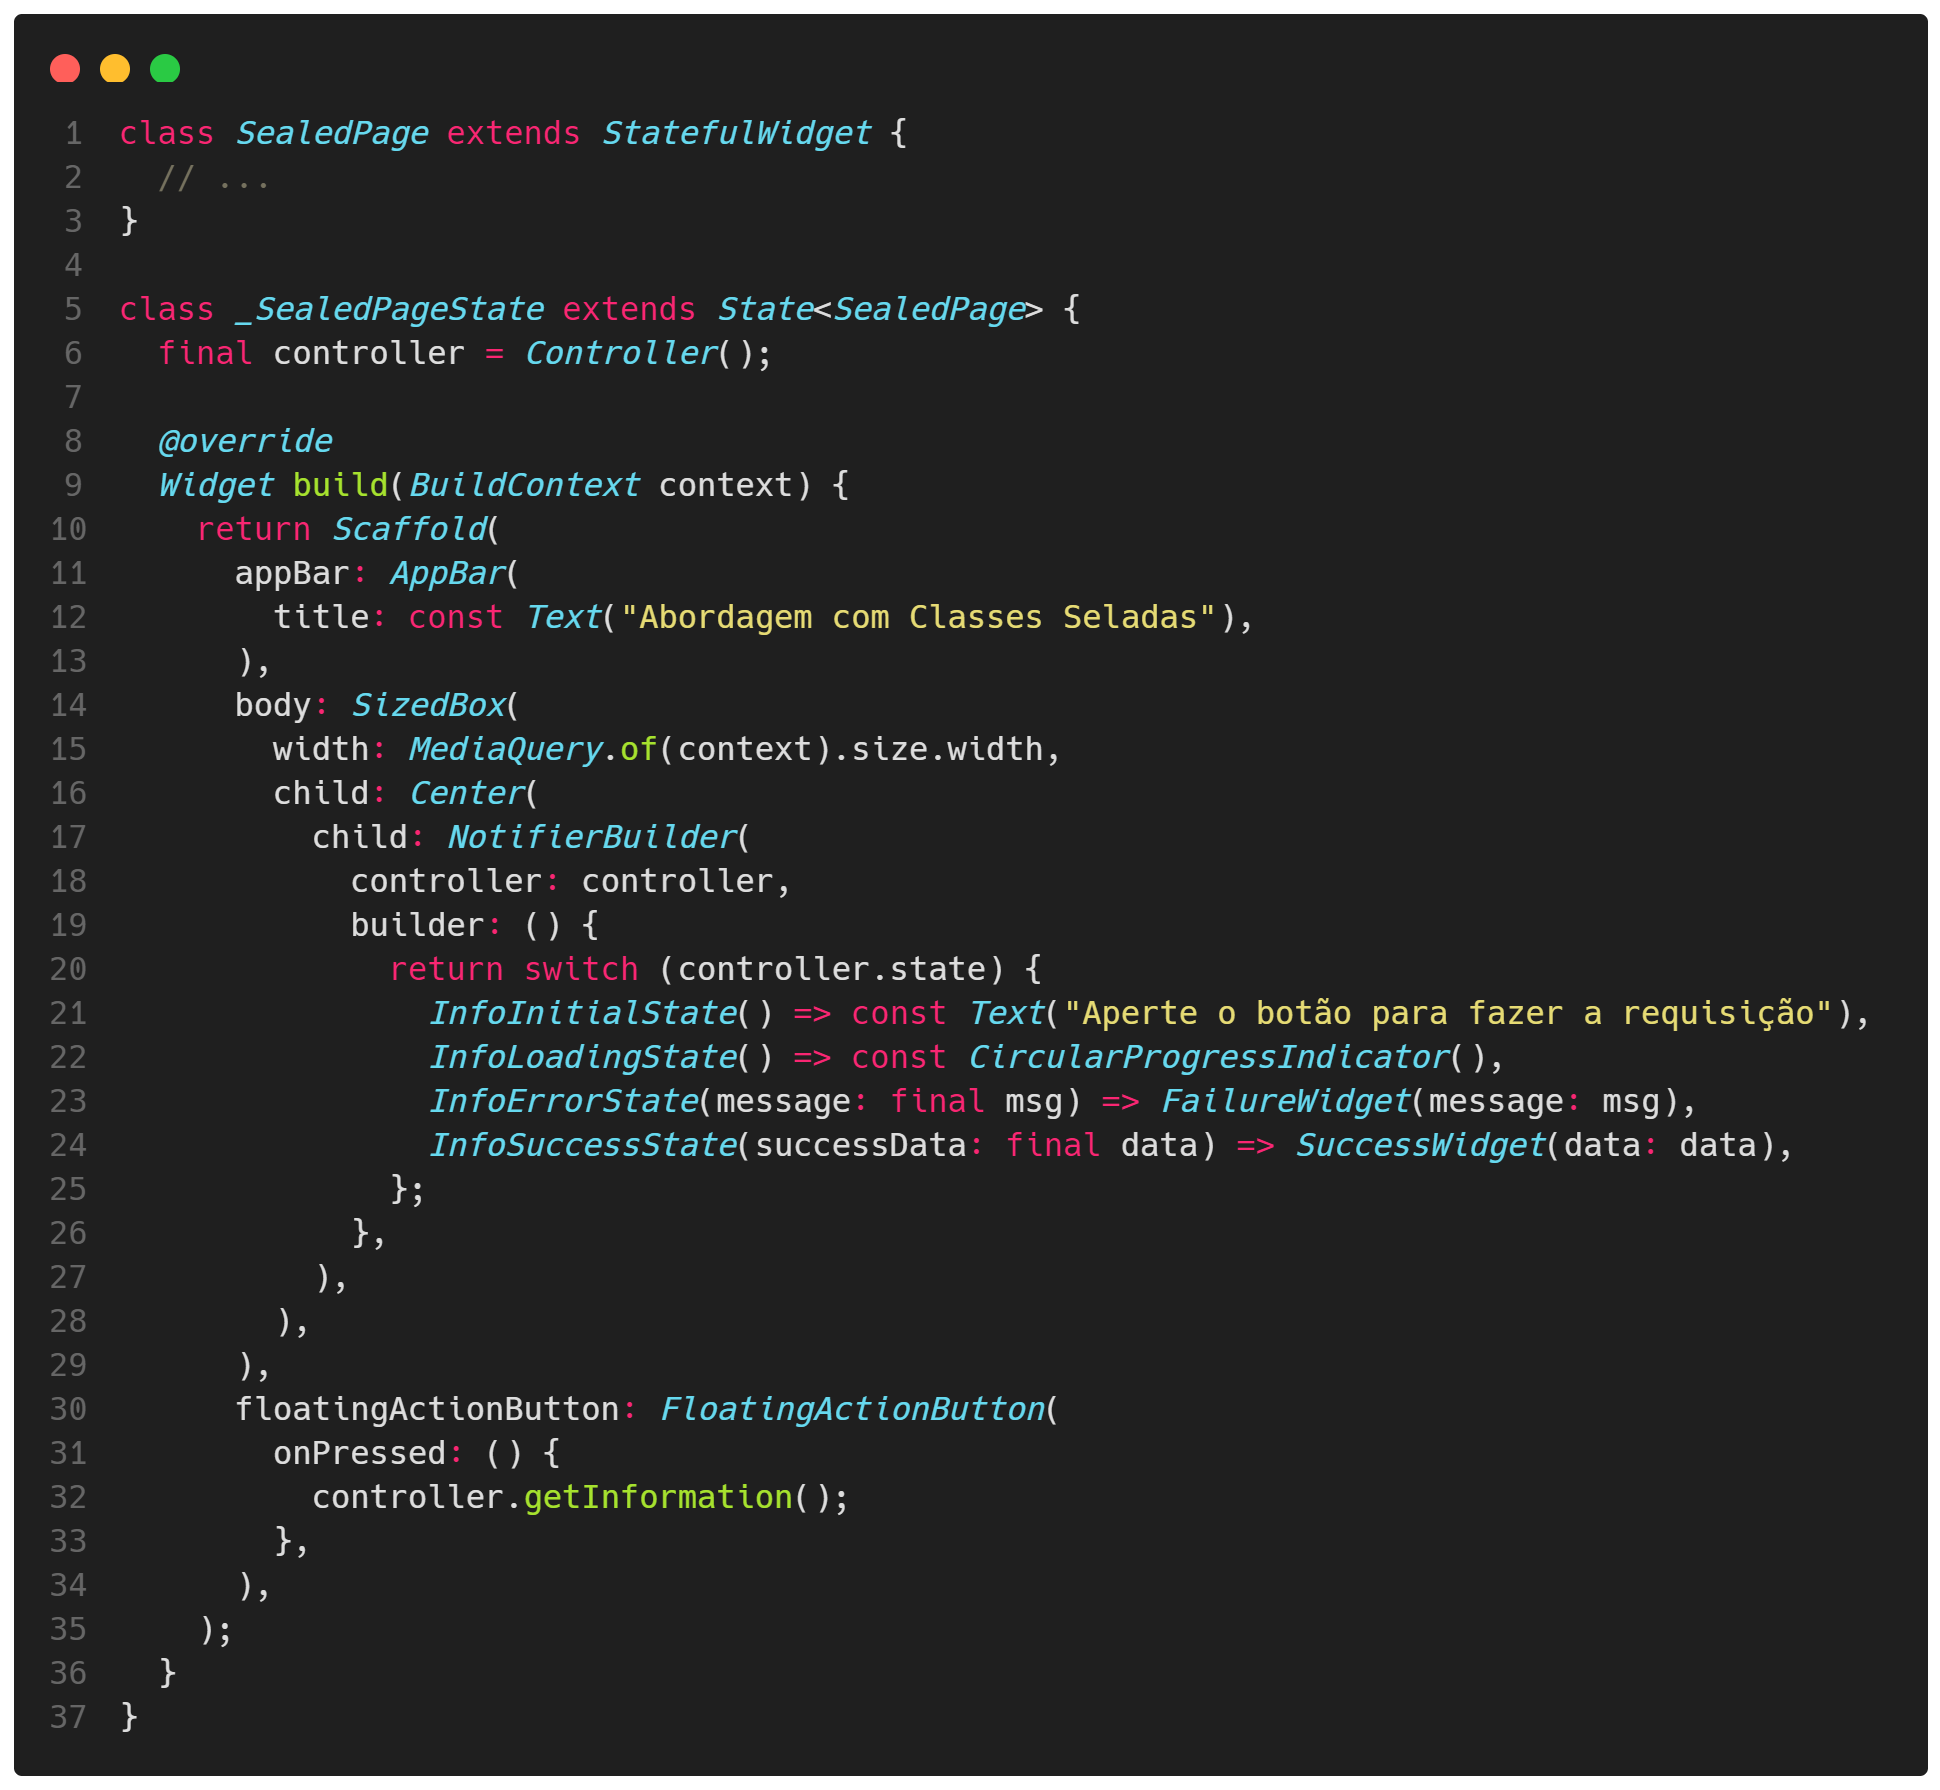 1 class SealedPage extends StatefulWidget {
2   // ...
3 }
4
5 class _SealedPageState extends State<SealedPage> {
6   final controller = Controller();
7
8   @override
9   Widget build(BuildContext context) {
10     return Scaffold(
11       appBar: AppBar(
12         title: const Text("Abordagem com Classes Seladas"),
13       ),
14       body: SizedBox(
15         width: MediaQuery.of(context).size.width,
16         child: Center(
17           child: NotifierBuilder(
18             controller: controller,
19             builder: () {
20               return switch (controller.state) {
21                 InfoInitialState() => const Text("Aperte o botão para fazer a requisição"),
22                 InfoLoadingState() => const CircularProgressIndicator(),
23                 InfoErrorState(message: final msg) => FailureWidget(message: msg),
24                 InfoSuccessState(successData: final data) => SuccessWidget(data: data),
25               };
26             },
27           ),
28         ),
29       ),
30       floatingActionButton: FloatingActionButton(
31         onPressed: () {
32           controller.getInformation();
33         },
34       ),
35     );
36   }
37 }